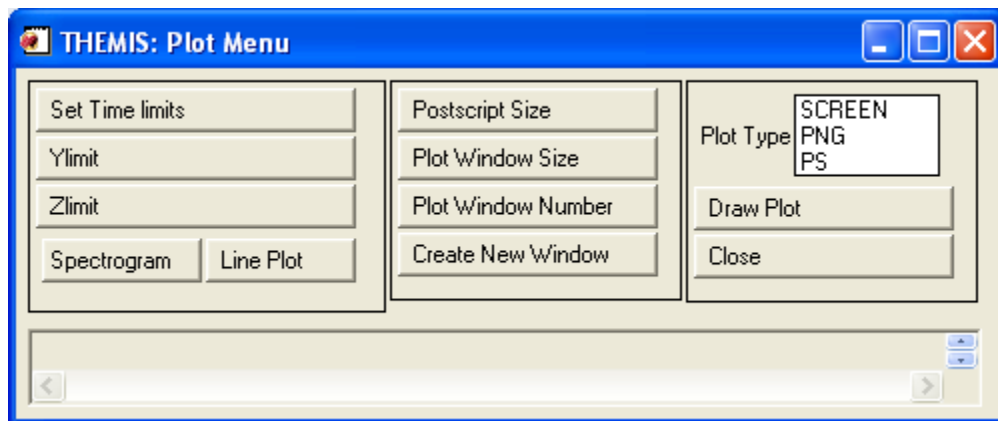 THEMIS: Plot Menu
Set Time limits
Ylimit
Zlimit
Spectrogram
Line Plot
Postscript Size
Plot Window Size
Plot Window Number
Create New Window
Plot Type
SCREEN
PNG
PS
Draw Plot
Close